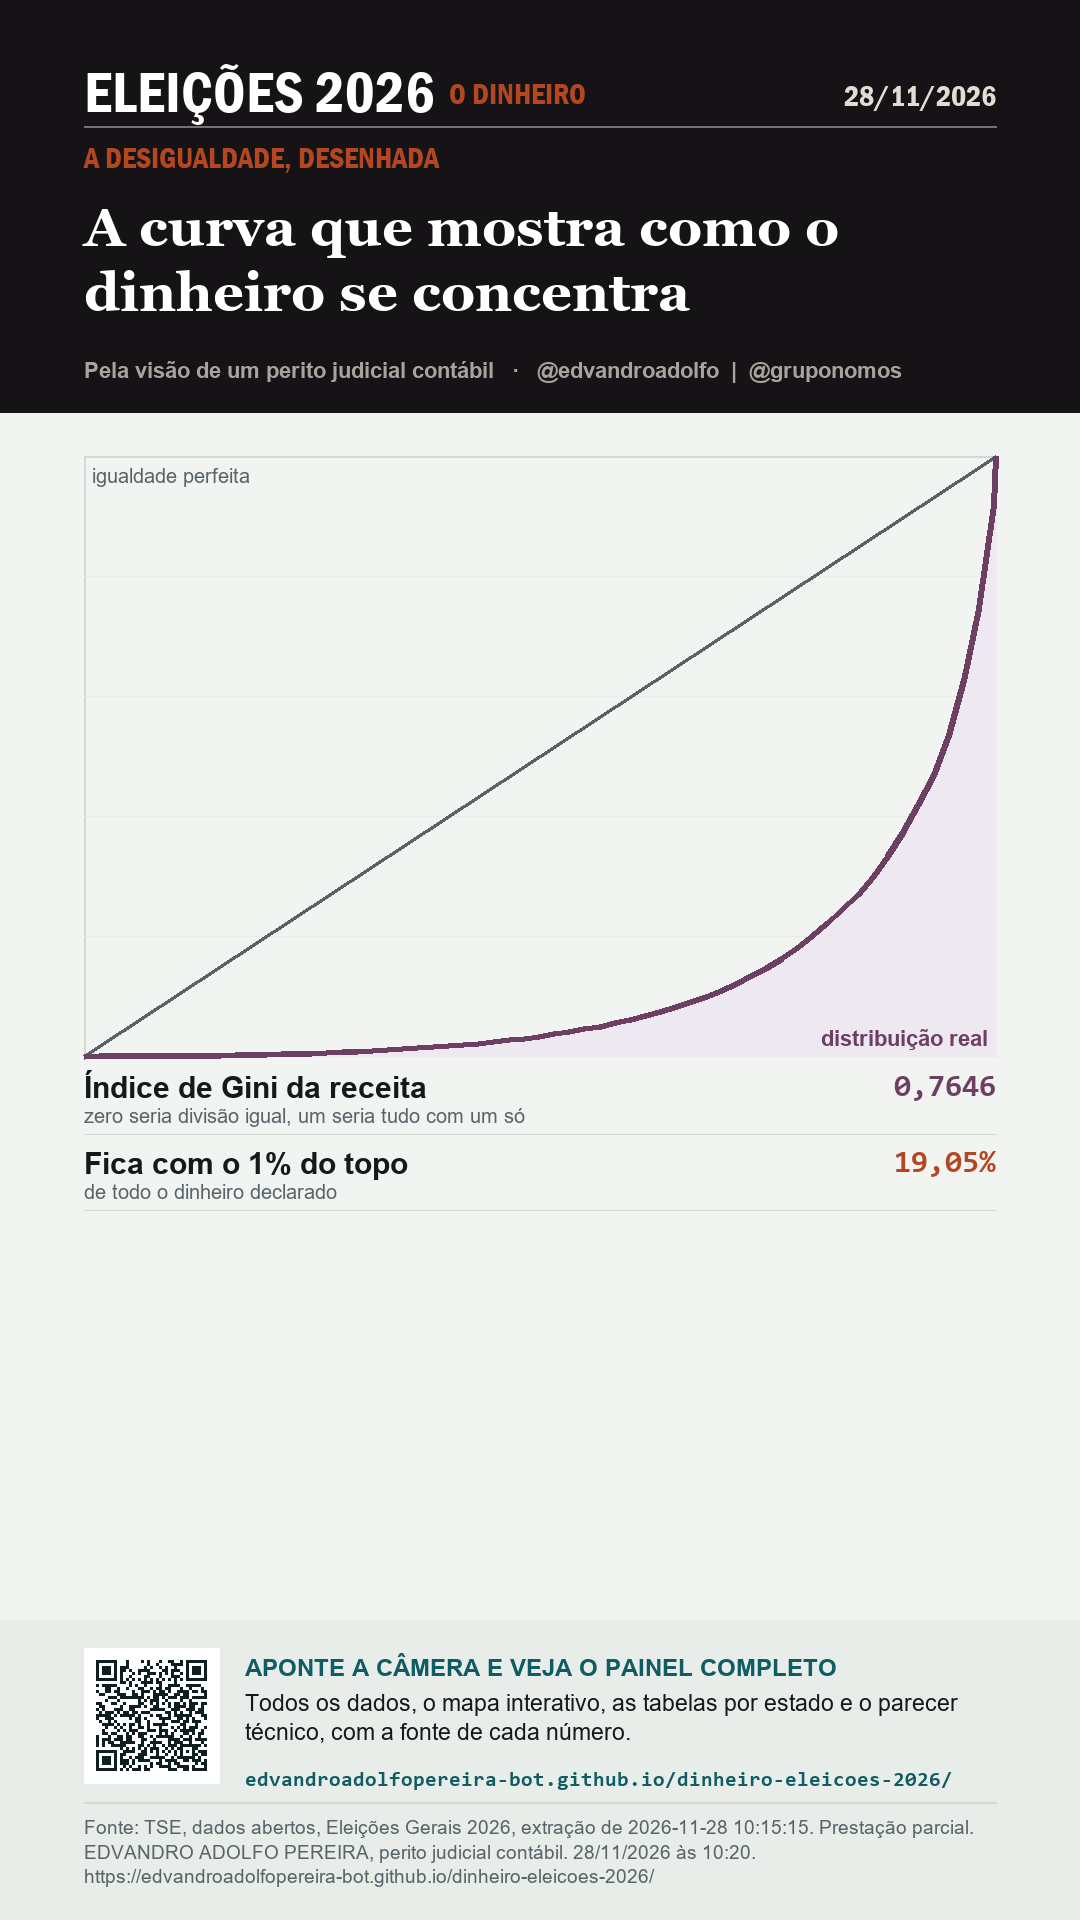 ELEIÇÕES 2026 O DINHEIRO 28/11/2026
A DESIGUALDADE, DESENHADA
A curva que mostra como o
dinheiro se concentra
Pela visão de um perito judicial contábil · @edvandroadolfo | @gruponomos
igualdade perfeita
distribuição real
Índice de Gini da receita 0,7646
zero seria divisão igual, um seria tudo com um só
Fica com o 1% do topo 19,05%
de todo o dinheiro declarado
APONTE A CÂMERA E VEJA O PAINEL COMPLETO
Todos os dados, o mapa interativo, as tabelas por estado e o parecer
técnico, com a fonte de cada número.
edvandroadolfopereira-bot.github.io/dinheiro-eleicoes-2026/
Fonte: TSE, dados abertos, Eleições Gerais 2026, extração de 2026-11-28 10:15:15. Prestação parcial.
EDVANDRO ADOLFO PEREIRA, perito judicial contábil. 28/11/2026 às 10:20.
https://edvandroadolfopereira-bot.github.io/dinheiro-eleicoes-2026/